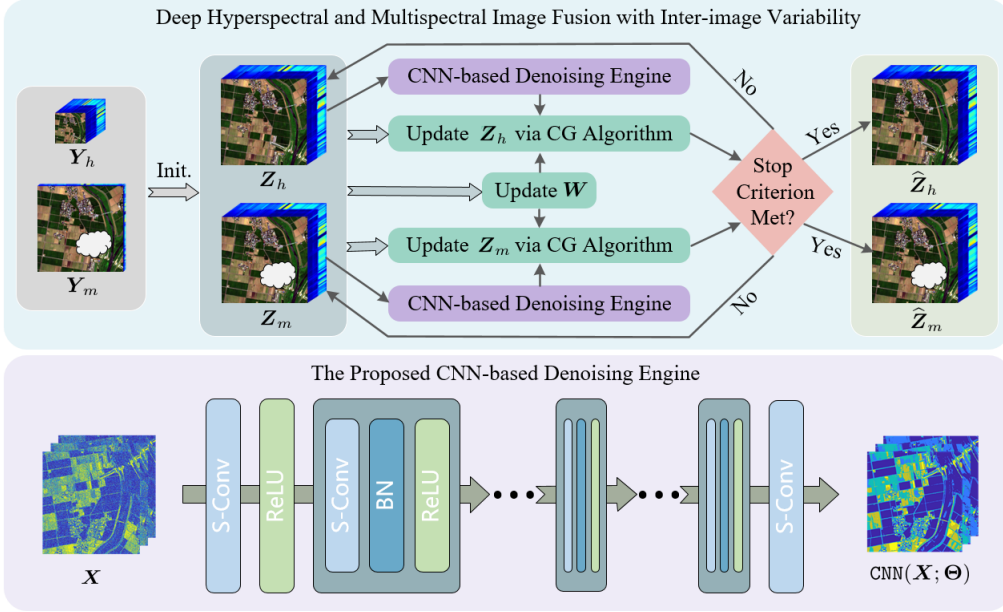 Deep Hyperspectral and Multispectral Image Fusion with Inter-image Variability
CNN-based Denoising Engine
No
Yes
Y_h
Update Z_h via CG Algorithm
Init.
Z_h
Update W
Stop
Criterion
Met?
Ẑ_h
Update Z_m via CG Algorithm
Yes
Y_m
CNN-based Denoising Engine
No
Z_m
Ẑ_m
The Proposed CNN-based Denoising Engine
S-Conv
ReLU
S-Conv
BN
ReLU
S-Conv
X
CNN(X; Θ)